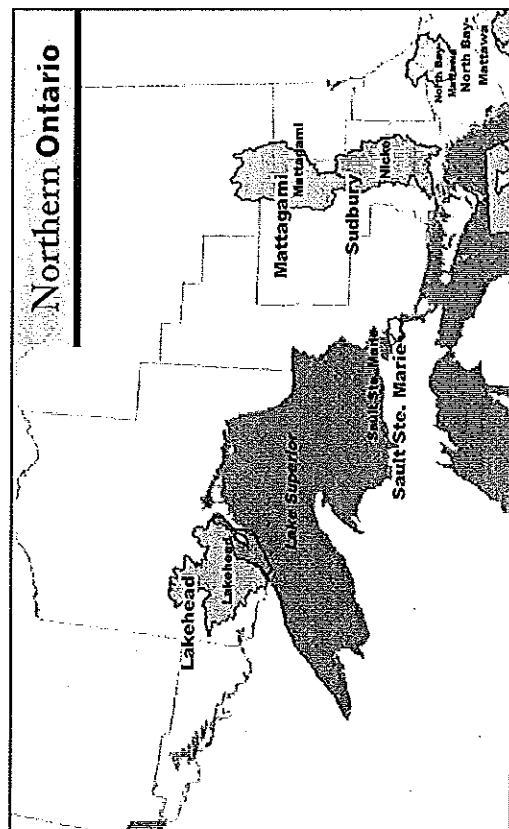 Northern Ontario
Lakehead
Lakehead
Lake Superior
Mattagami
Mattagami
Sudbury
Nickel
Sault Ste. Marie
Sault Ste. Marie
North Bay-
Mattawa
North Bay-
Mattawa